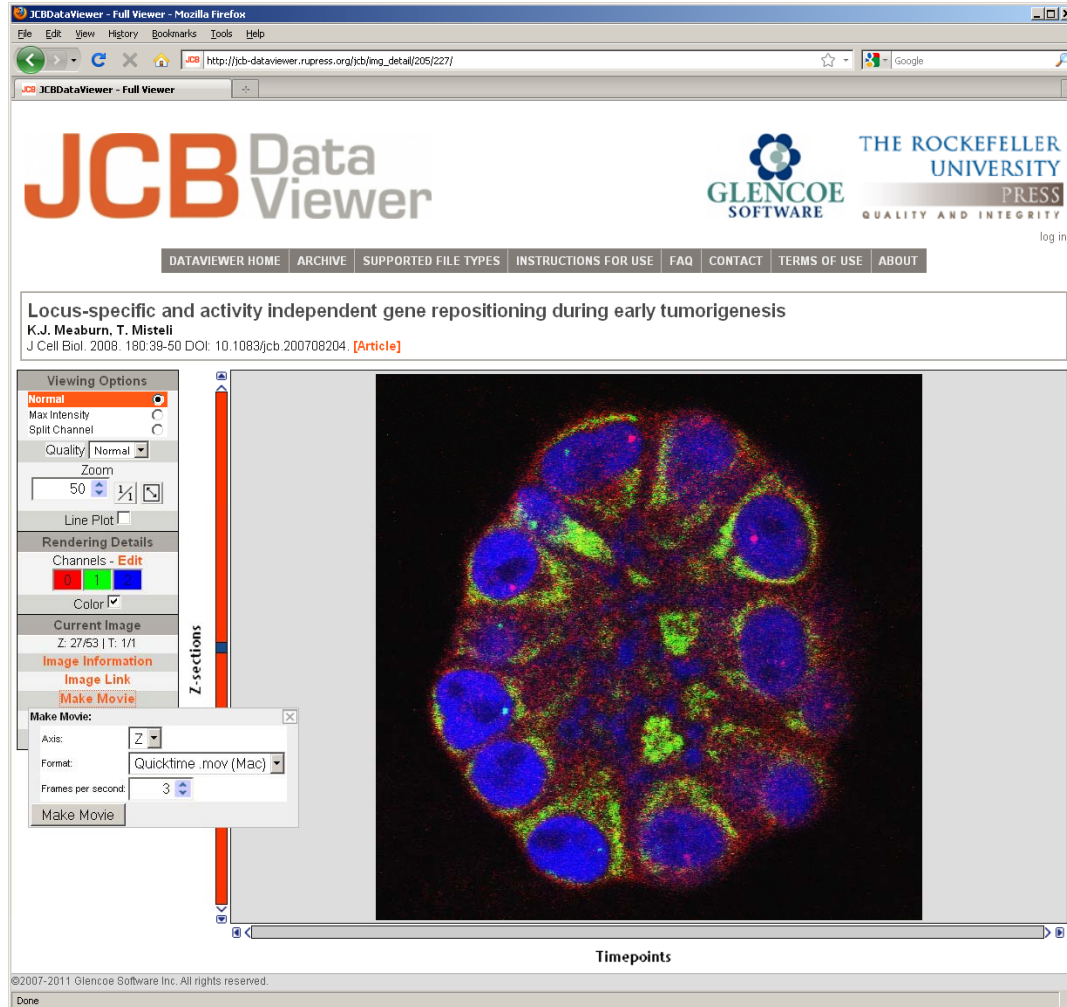 JCBDataViewer - Full Viewer - Mozilla Firefox
File Edit View History Bookmarks Tools Help
JCB http://jcb-dataviewer.rupress.org/jcb/img_detail/205/227/
Google
JCB JCBDataViewer - Full Viewer
JCB Data Viewer
GLENCOE SOFTWARE
THE ROCKEFELLER
UNIVERSITY
PRESS
QUALITY AND INTEGRITY
log in
DATAVIEWER HOME ARCHIVE SUPPORTED FILE TYPES INSTRUCTIONS FOR USE FAQ CONTACT TERMS OF USE ABOUT
Locus-specific and activity independent gene repositioning during early tumorigenesis
K.J. Meaburn, T. Misteli
J Cell Biol. 2008. 180:39-50 DOI: 10.1083/jcb.200708204. [Article]
Viewing Options
Normal
Max Intensity
Split Channel
Quality Normal
Zoom
50 1/1
Line Plot
Rendering Details
Channels - Edit
0 1 2
Color
Current Image
Z: 27/53 | T: 1/1
Image Information
Image Link
Make Movie
Make Movie:
Axis: Z
Format: Quicktime .mov (Mac)
Frames per second: 3
Make Movie
Z-sections
Timepoints
©2007-2011 Glencoe Software Inc. All rights reserved.
Done